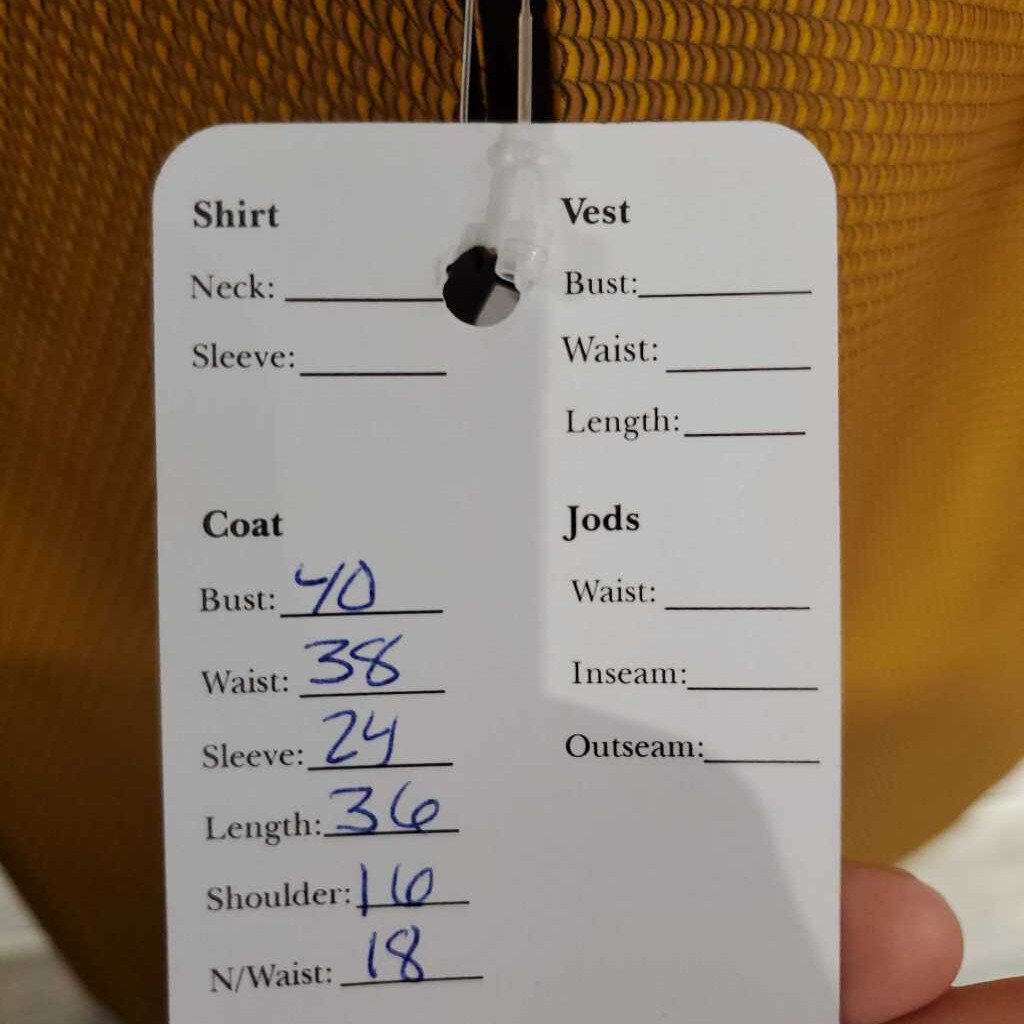 Shirt
Neck:
Sleeve:
Vest
Bust:
Waist:
Length:
Coat
Bust: 40
Waist: 38
Sleeve: 24
Length: 36
Shoulder: 16
N/Waist: 18
Jods
Waist:
Inseam:
Outseam: